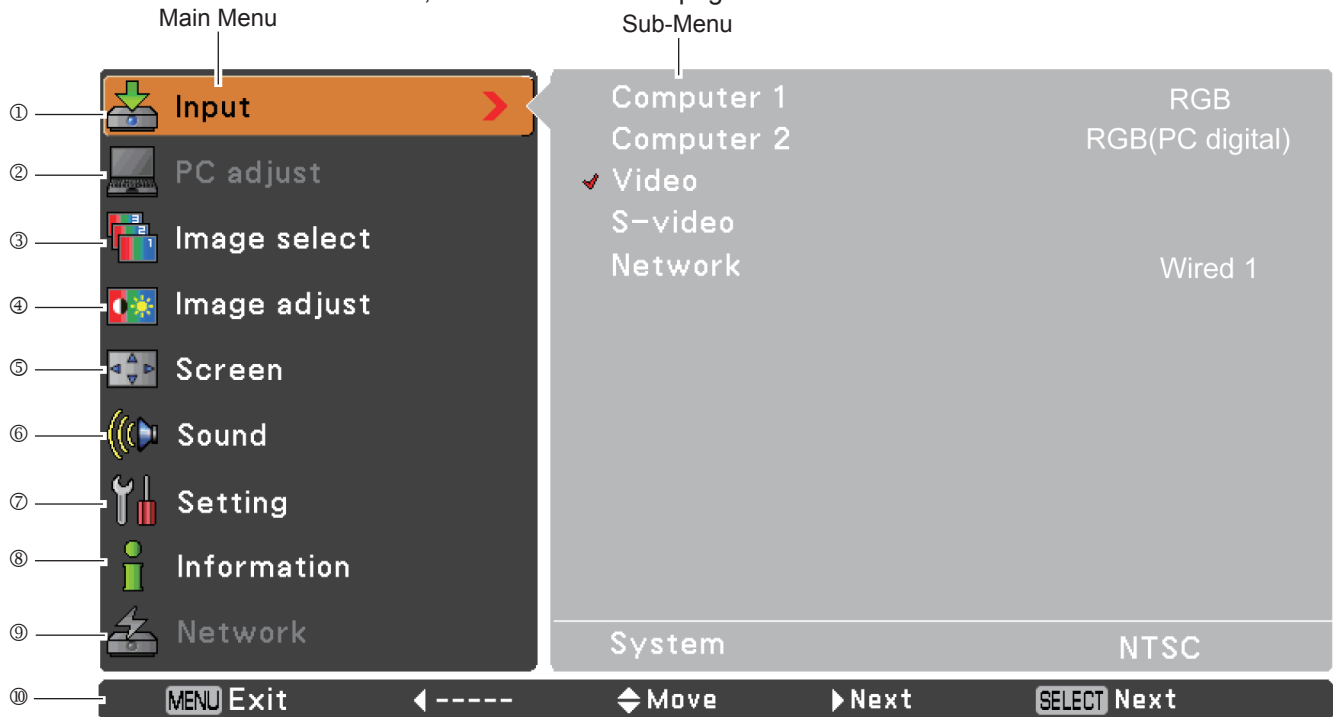 Main Menu
Sub-Menu
① Input
Computer 1 RGB
Computer 2 RGB(PC digital)
② PC adjust
Video
S-video
③ Image select
Network Wired 1
④ Image adjust
⑤ Screen
⑥ Sound
⑦ Setting
⑧ Information
⑨ Network
System NTSC
⑩ MENU Exit ◀ ----- Move ▶Next SELECT Next